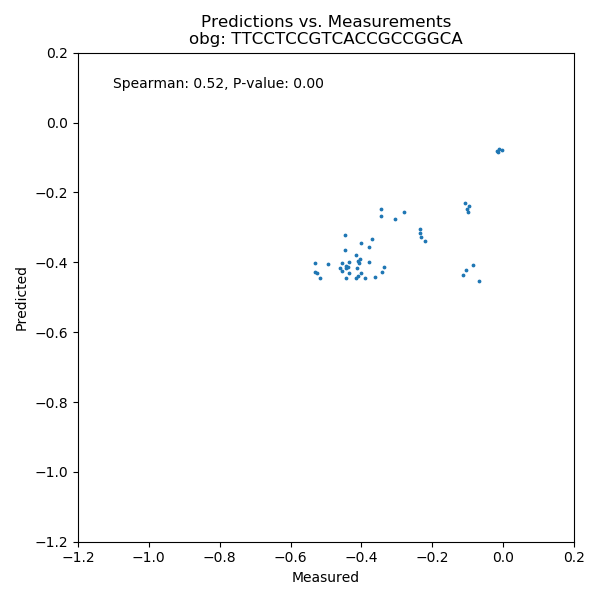 Predictions vs. Measurements
obg: TTCCTCCGTCACCGCCGGCA
0.2
Spearman: 0.52, P-value: 0.00
0.0
−0.2
−0.4
Predicted
−0.6
−0.8
−1.0
−1.2
−1.2 −1.0 −0.8 −0.6 −0.4 −0.2 0.0 0.2
Measured